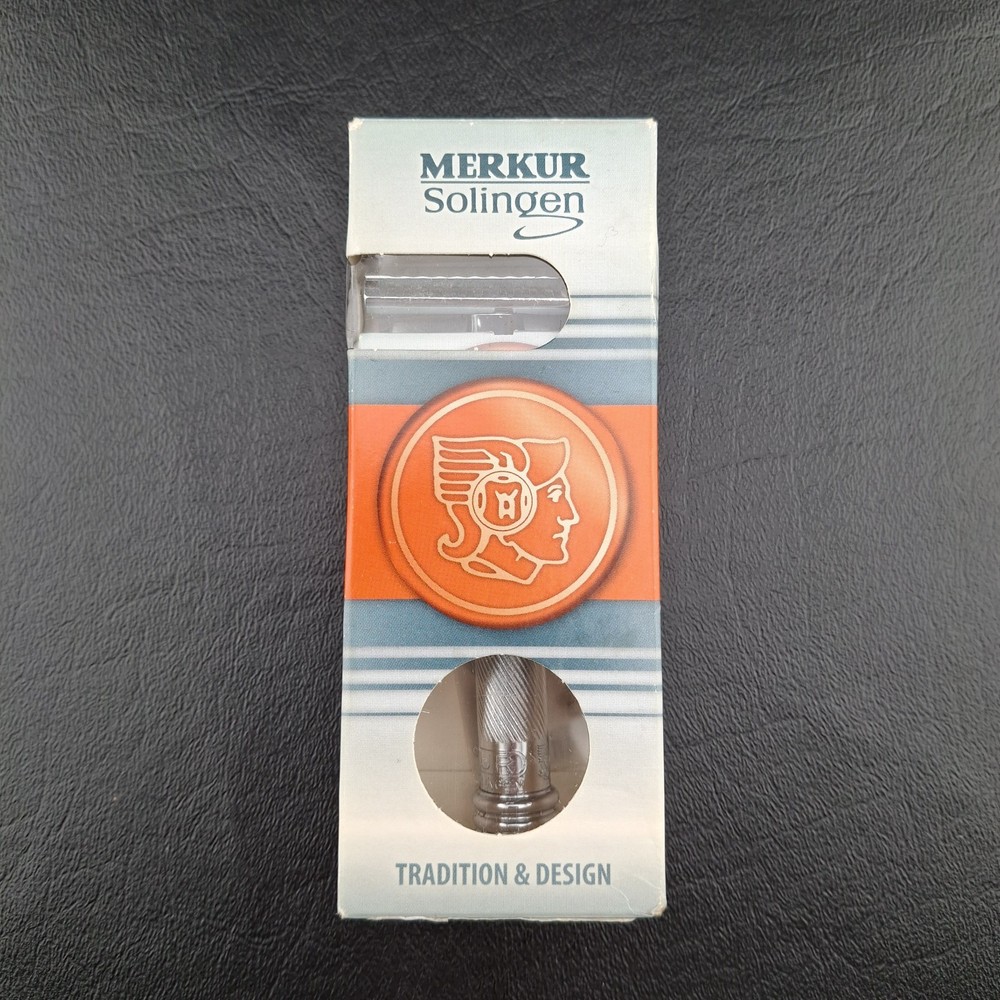 MERKUR
Solingen
TRADITION & DESIGN